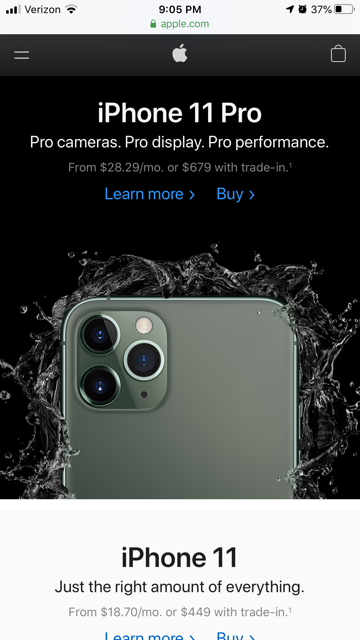 Verizon 9:05 PM 37%
apple.com
iPhone 11 Pro
Pro cameras. Pro display. Pro performance.
From $28.29/mo. or $679 with trade-in.¹
Learn more > Buy >
iPhone 11
Just the right amount of everything.
From $18.70/mo. or $449 with trade-in.¹
Learn more > Buy >